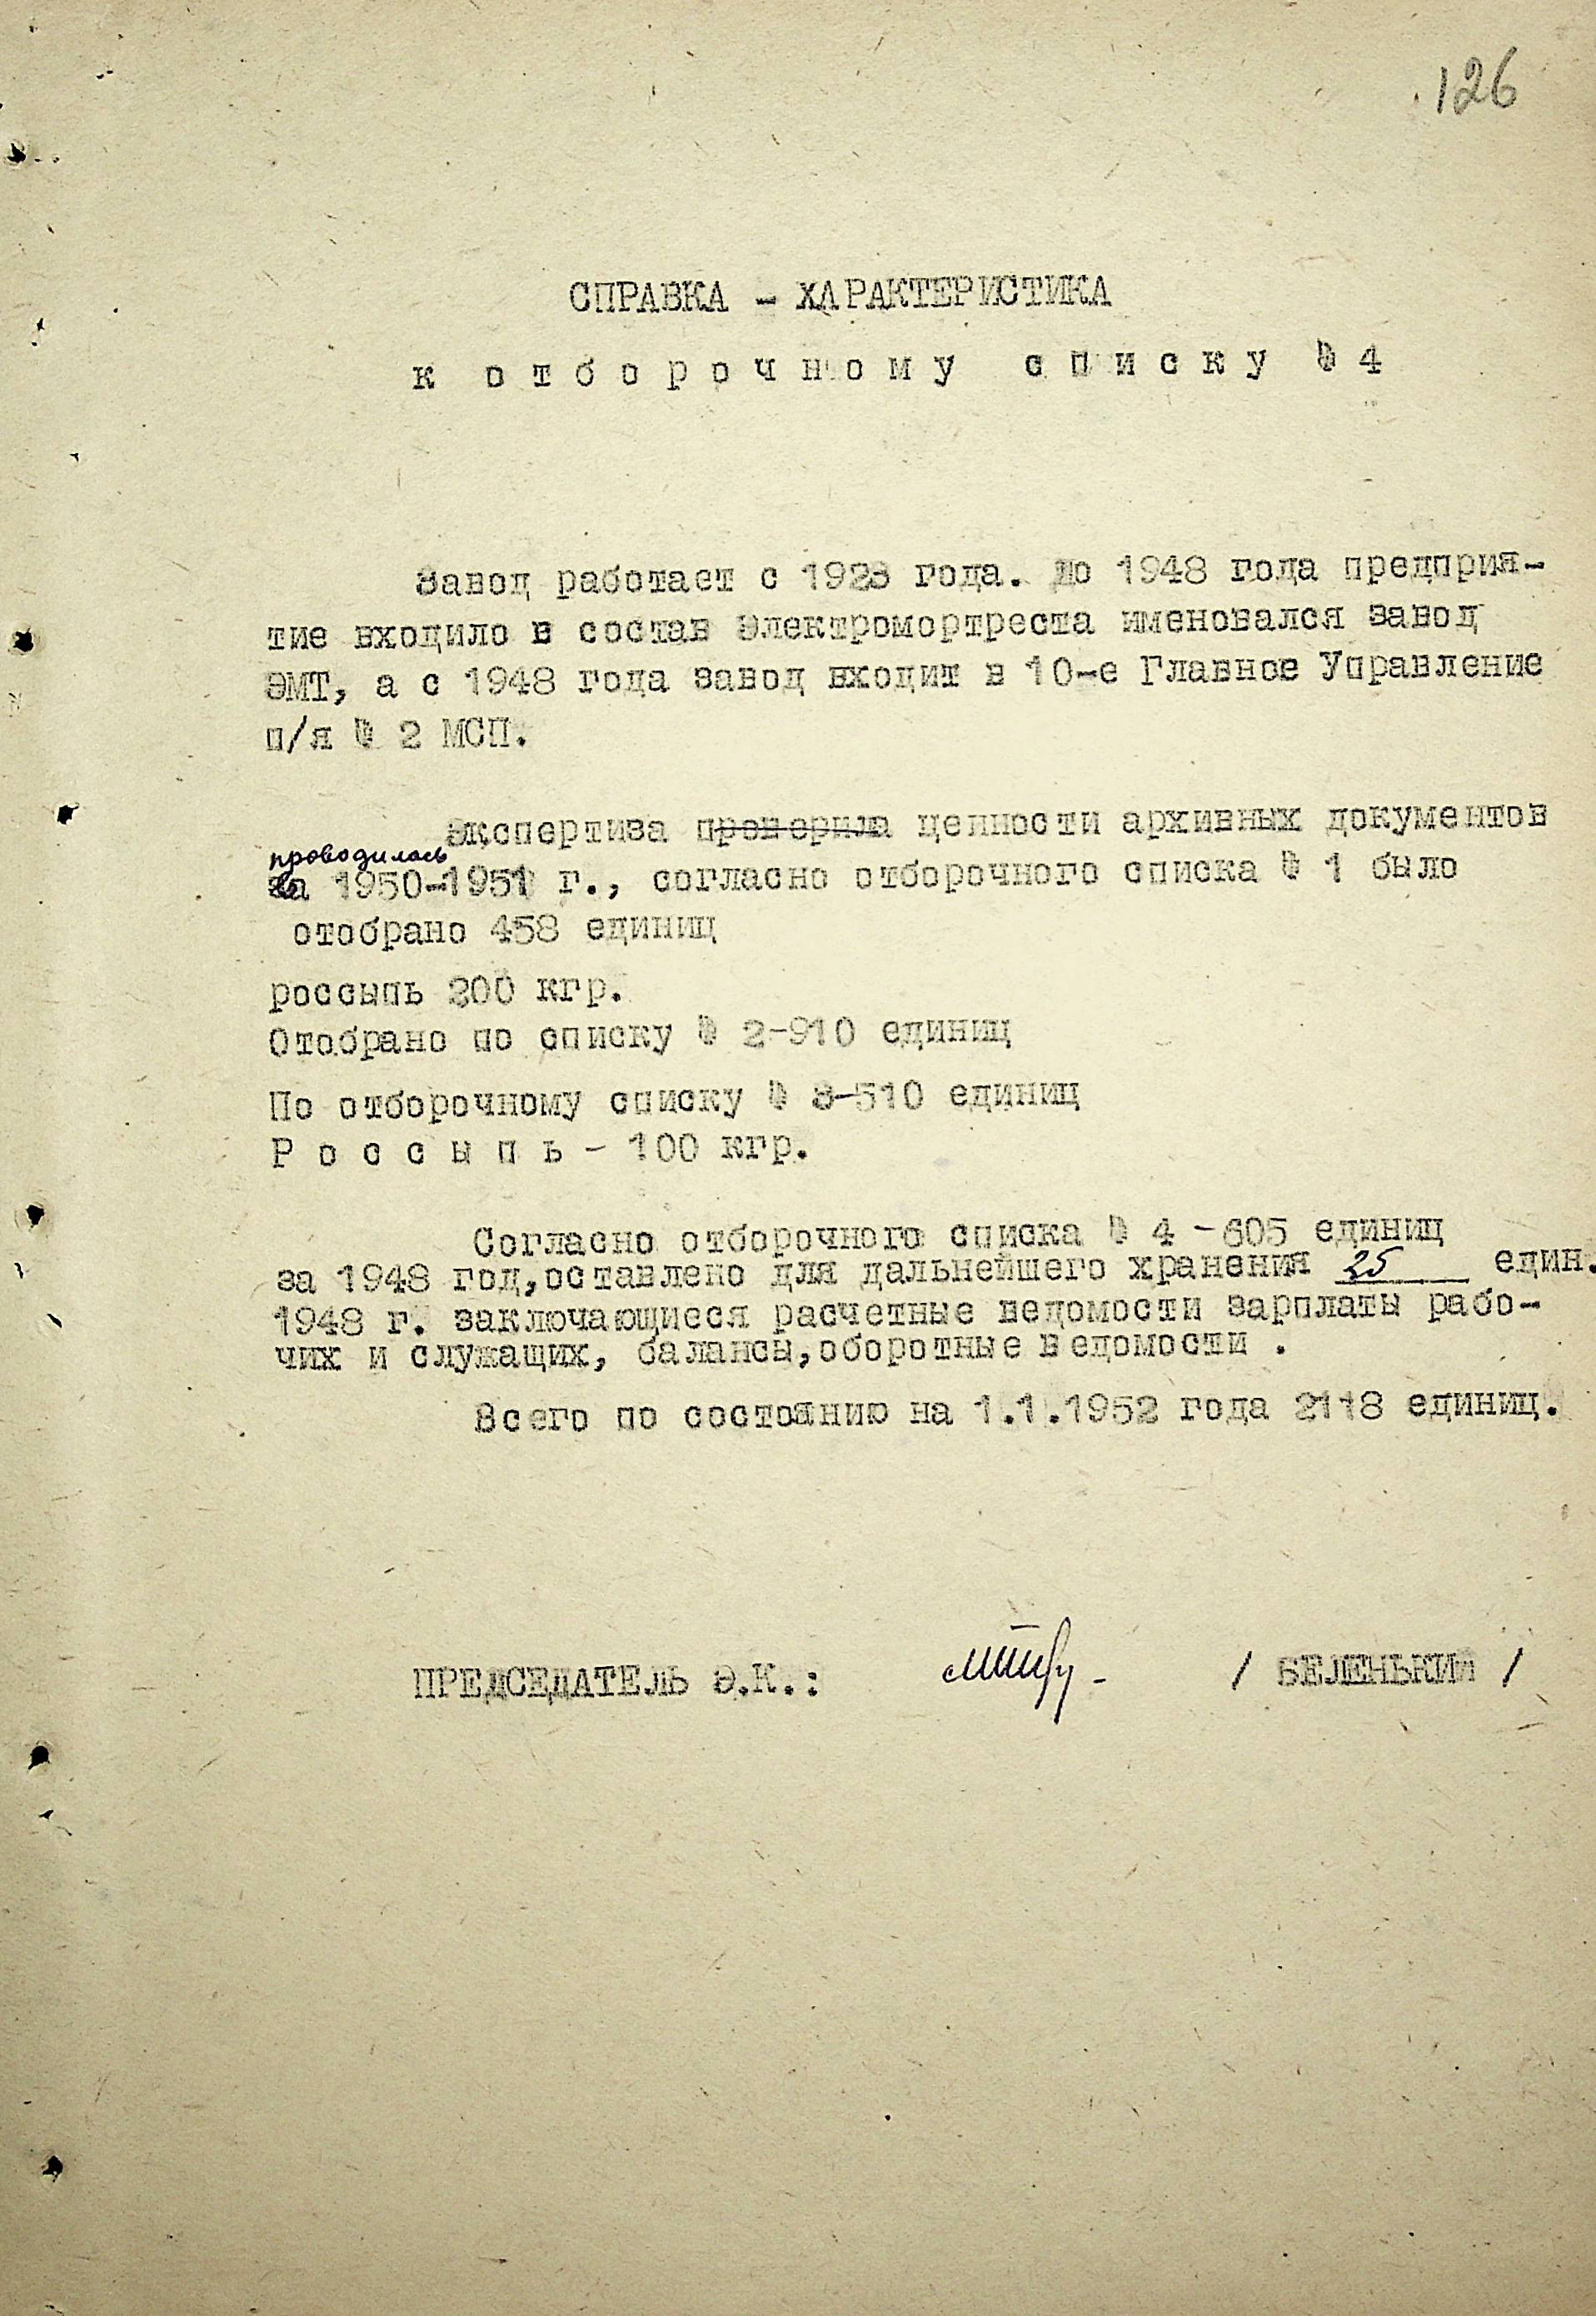 126
СПРАВКА - ХАРАКТЕРИСТИКА
к отборочному списку № 4
Завод работает с 1928 года. До 1948 года предприя-
тие входило в состав Электромортреста именовался завод
ЭМТ, а с 1948 года завод входит в 10-е Главное Управление
п/я № 2 МСП.
Экспертиза проверила ценности архивных документов
проводилось
за 1950-1951 г., согласно отборочного списка № 1 было
отобрано 458 единиц
россыпь 200 кгр.
Отобрано по списку № 2-910 единиц
По отборочному списку № 3-510 единиц
Россыпь - 100 кгр.
Согласно отборочного списка № 4 - 605 единиц
за 1948 год, оставлено для дальнейшего хранения 25 един.
1948 г. заключающиеся расчетные ведомости зарплаты рабо-
чих и служащих, балансы, оборотные ведомости .
Всего по состоянию на 1.1.1952 года 2118 единиц.
ПРЕДСЕДАТЕЛЬ Э.К.: / БЕЛЕНЬКИЙ /